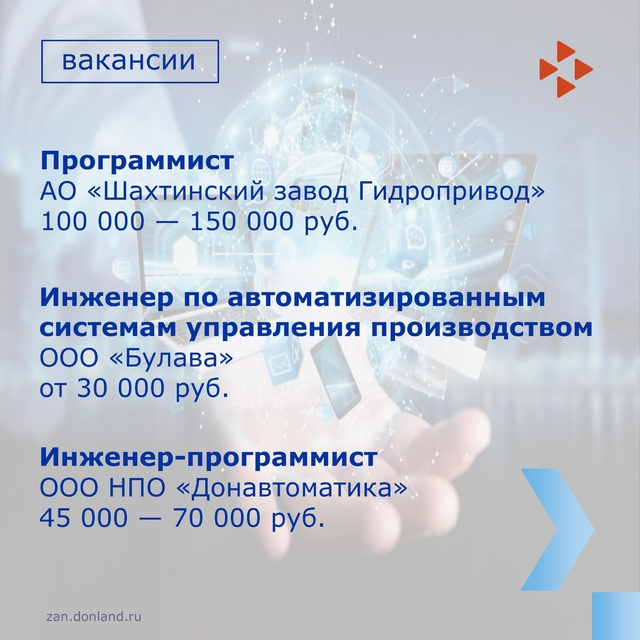 вакансии
Программист
АО «Шахтинский завод Гидропривод»
100 000 — 150 000 руб.
Инженер по автоматизированным
системам управления производством
ООО «Булава»
от 30 000 руб.
Инженер-программист
ООО НПО «Донавтоматика»
45 000 — 70 000 руб.
zan.donland.ru